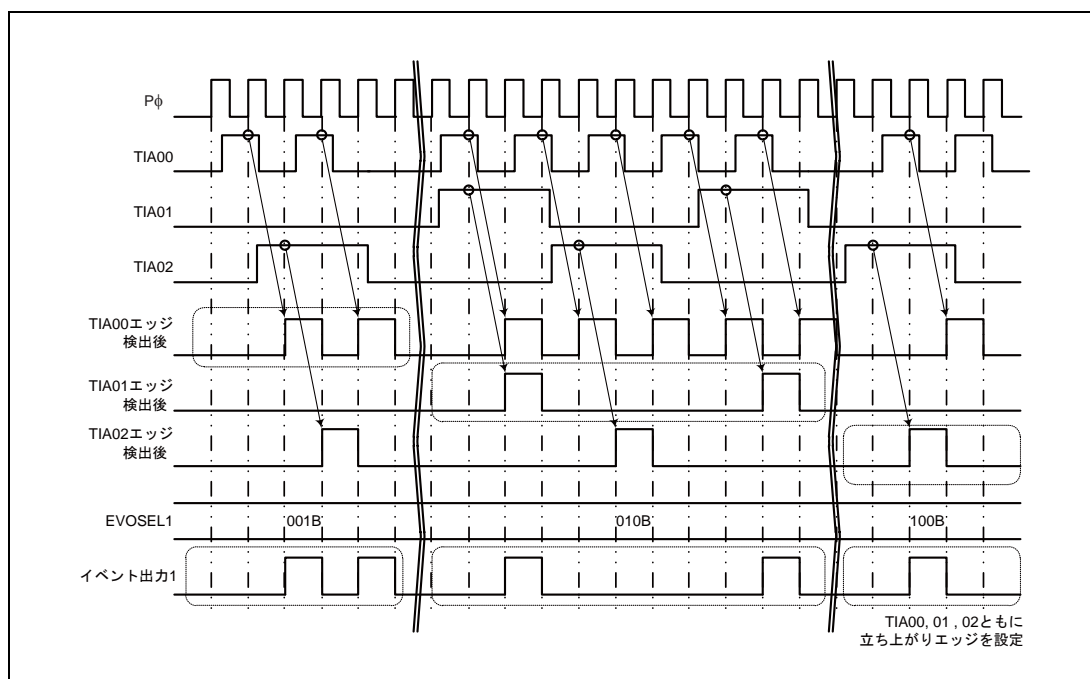 Pφ
TIA00
TIA01
TIA02
TIA00エッジ
検出後
TIA01エッジ
検出後
TIA02エッジ
検出後
EVOSEL1
001B
010B
100B
イベント出力1
TIA00, 01 , 02ともに
立ち上がりエッジを設定